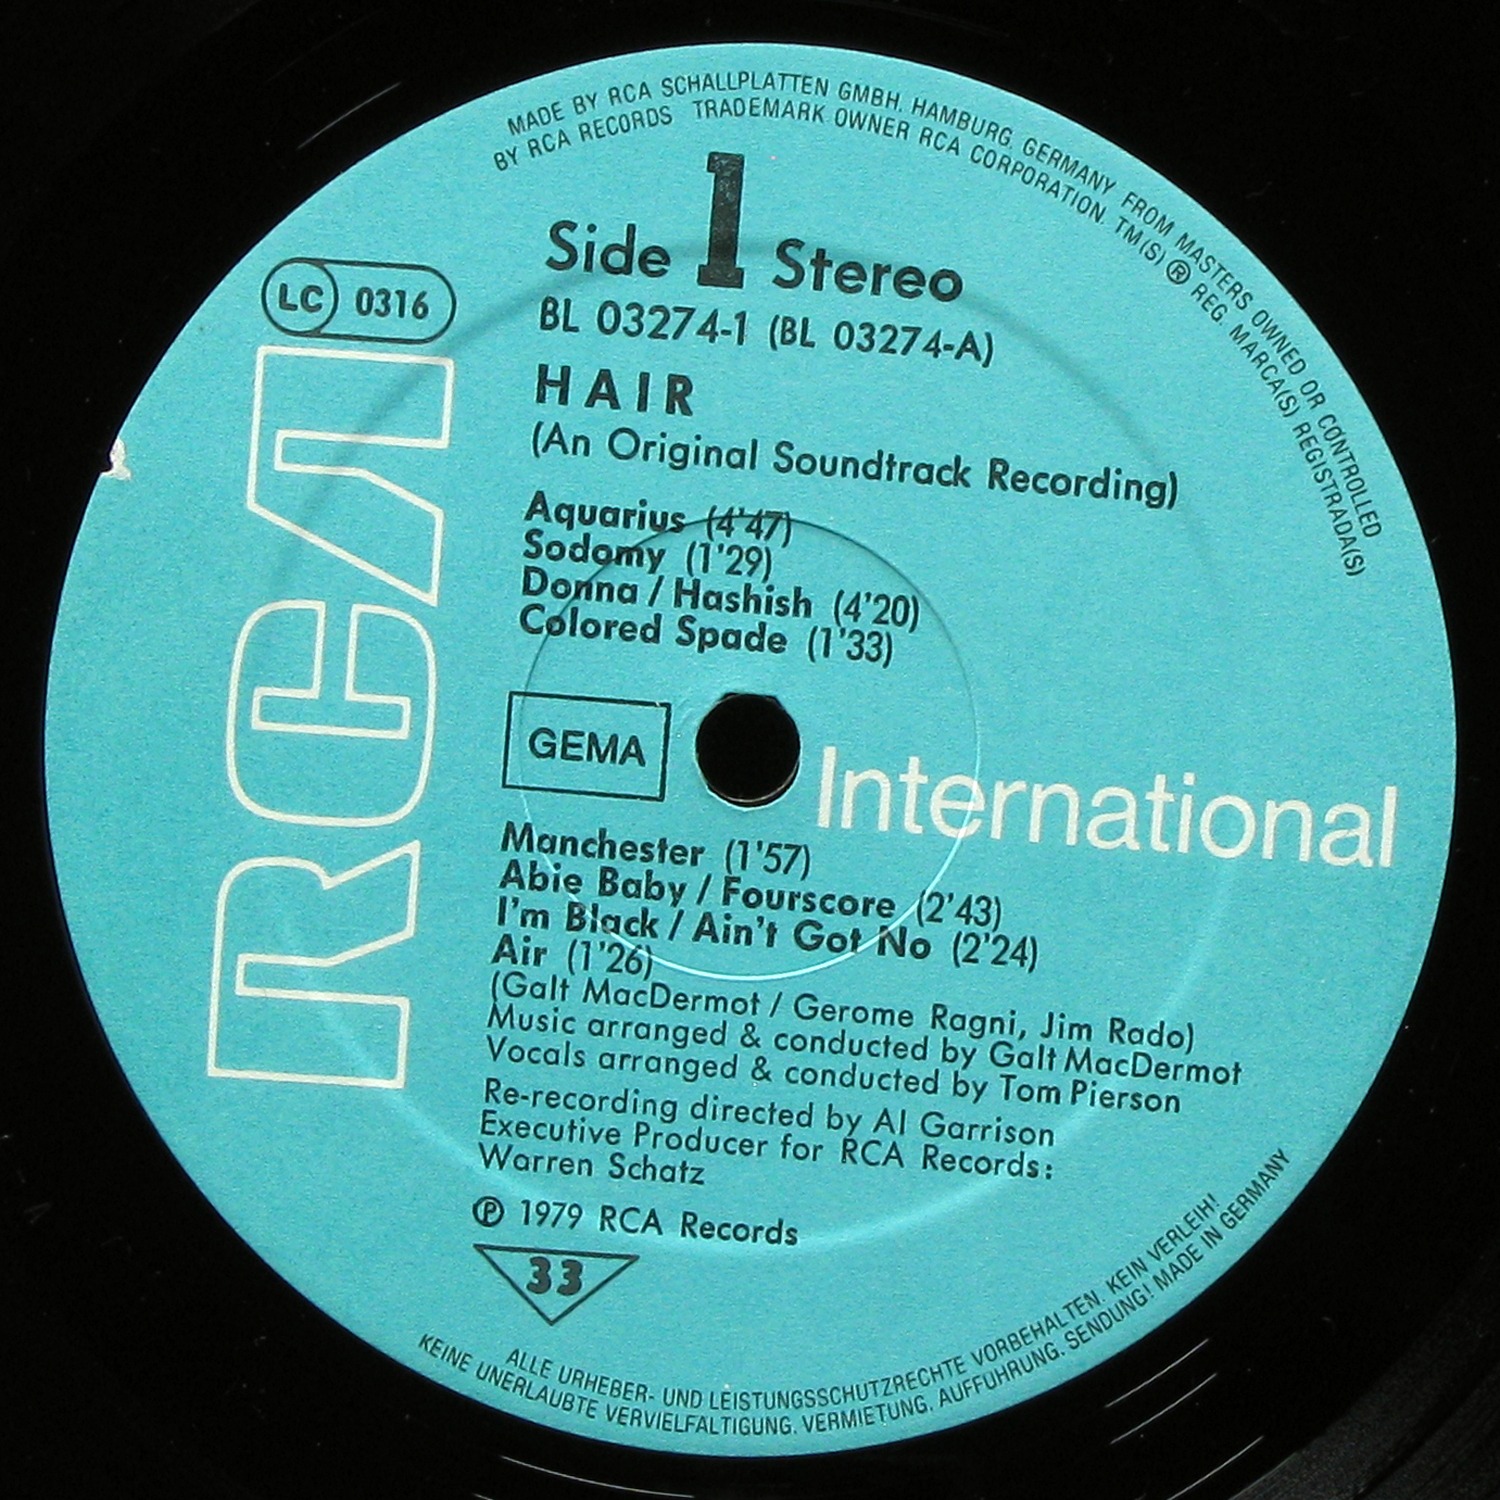 MADE BY RCA SCHALLPLATTEN GMBH. HAMBURG. GERMANY FROM MASTERS OWNED OR CONTROLLED
BY RCA RECORDS TRADEMARK OWNER RCA CORPORATION. TM(S) ® REG. MARCA(S) REGISTRADA(S)
Side 1 Stereo
LC 0316
BL 03274-1 (BL 03274-A)
HAIR
(An Original Soundtrack Recording)
Aquarius (4'47)
Sodomy (1'29)
Donna / Hashish (4'20)
Colored Spade (1'33)
RCA
GEMA
International
Manchester (1'57)
Abie Baby / Fourscore (2'43)
I'm Black / Ain't Got No (2'24)
Air (1'26)
(Galt MacDermot / Gerome Ragni, Jim Rado)
Music arranged & conducted by Galt MacDermot
Vocals arranged & conducted by Tom Pierson
Re-recording directed by Al Garrison
Executive Producer for RCA Records:
Warren Schatz
℗ 1979 RCA Records
33
ALLE URHEBER- UND LEISTUNGSSCHUTZRECHTE VORBEHALTEN. KEIN VERLEIH!
KEINE UNERLAUBTE VERVIELFÄLTIGUNG. VERMIETUNG. AUFFÜHRUNG. SENDUNG! MADE IN GERMANY